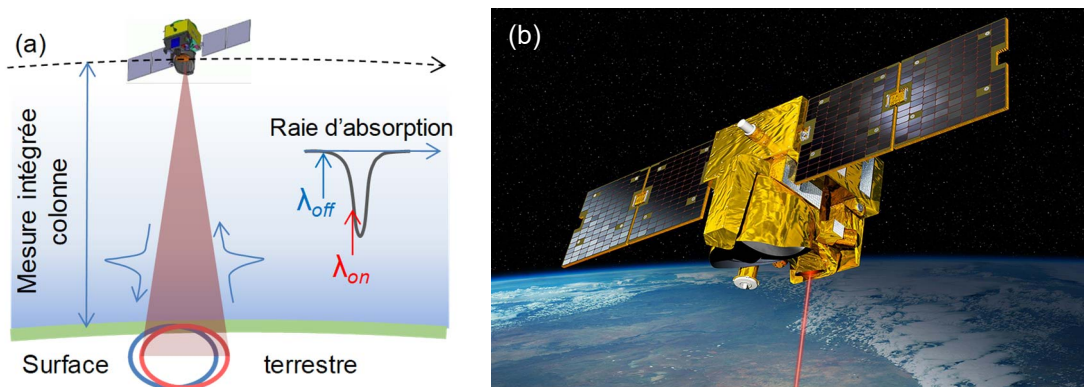 (a)
Mesure intégrée
colonne
Raie d’absorption
λoff
λon
Surface terrestre
(b)